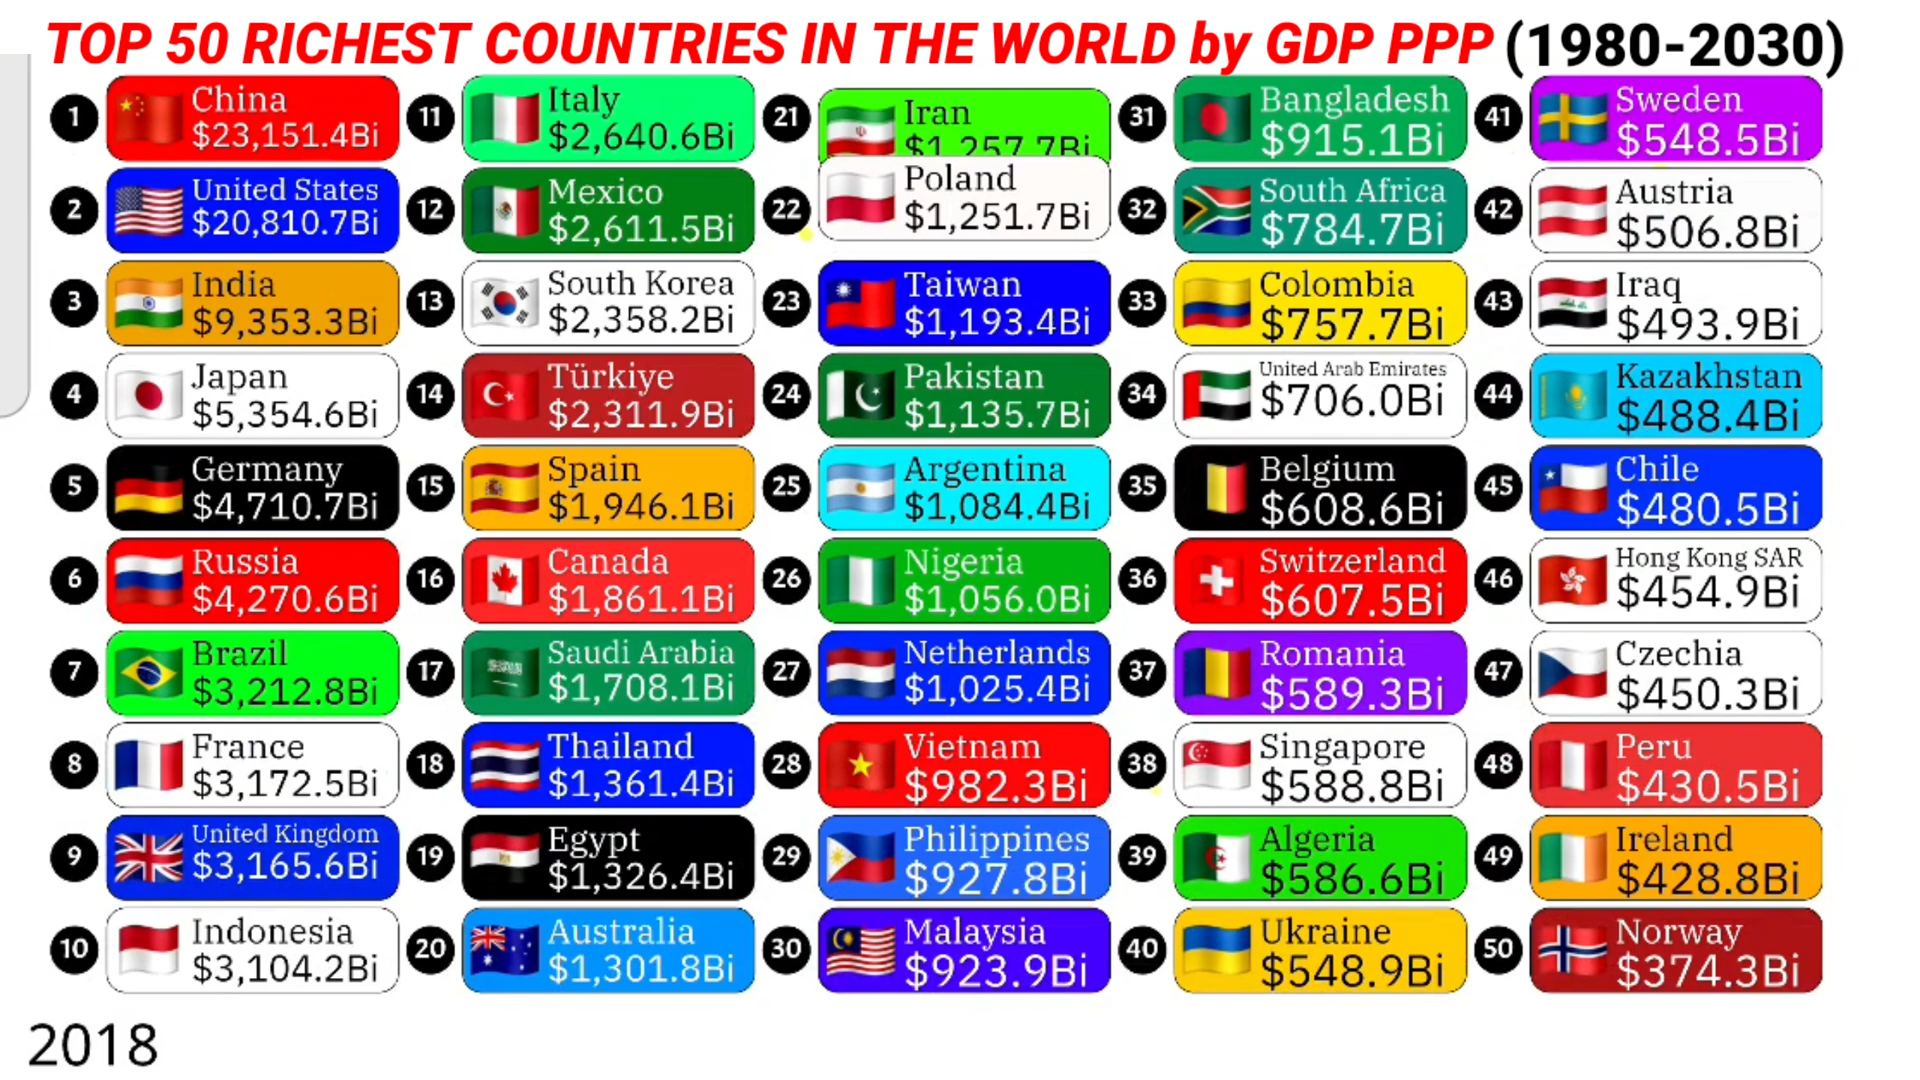 TOP 50 RICHEST COUNTRIES IN THE WORLD by GDP PPP (1980-2030)
1 China
$23,151.4Bi
2 United States
$20,810.7Bi
3 India
$9,353.3Bi
4 Japan
$5,354.6Bi
5 Germany
$4,710.7Bi
6 Russia
$4,270.6Bi
7 Brazil
$3,212.8Bi
8 France
$3,172.5Bi
9 United Kingdom
$3,165.6Bi
10 Indonesia
$3,104.2Bi
11 Italy
$2,640.6Bi
12 Mexico
$2,611.5Bi
13 South Korea
$2,358.2Bi
14 Türkiye
$2,311.9Bi
15 Spain
$1,946.1Bi
16 Canada
$1,861.1Bi
17 Saudi Arabia
$1,708.1Bi
18 Thailand
$1,361.4Bi
19 Egypt
$1,326.4Bi
20 Australia
$1,301.8Bi
21 Iran
$1,257.7Bi
22 Poland
$1,251.7Bi
23 Taiwan
$1,193.4Bi
24 Pakistan
$1,135.7Bi
25 Argentina
$1,084.4Bi
26 Nigeria
$1,056.0Bi
27 Netherlands
$1,025.4Bi
28 Vietnam
$982.3Bi
29 Philippines
$927.8Bi
30 Malaysia
$923.9Bi
31 Bangladesh
$915.1Bi
32 South Africa
$784.7Bi
33 Colombia
$757.7Bi
34 United Arab Emirates
$706.0Bi
35 Belgium
$608.6Bi
36 Switzerland
$607.5Bi
37 Romania
$589.3Bi
38 Singapore
$588.8Bi
39 Algeria
$586.6Bi
40 Ukraine
$548.9Bi
41 Sweden
$548.5Bi
42 Austria
$506.8Bi
43 Iraq
$493.9Bi
44 Kazakhstan
$488.4Bi
45 Chile
$480.5Bi
46 Hong Kong SAR
$454.9Bi
47 Czechia
$450.3Bi
48 Peru
$430.5Bi
49 Ireland
$428.8Bi
50 Norway
$374.3Bi
2018